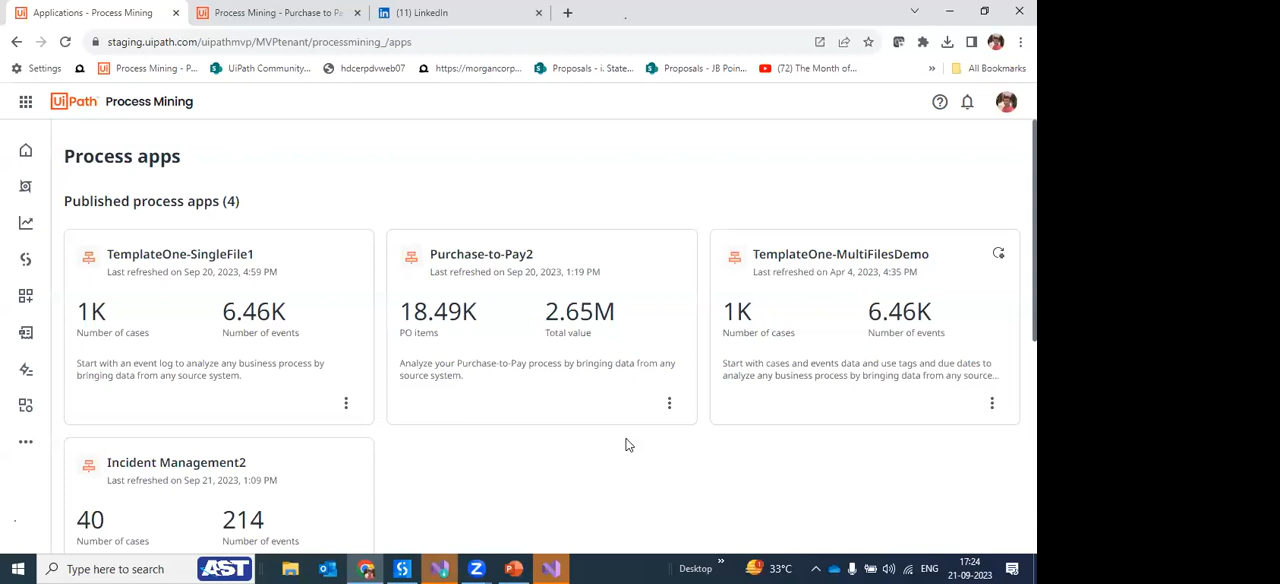 Applications - Process Mining
Process Mining - Purchase to Pa
(11) LinkedIn
staging.uipath.com/uipathmvp/MVPtenant/processmining_/apps
Settings
Process Mining - P...
UiPath Community...
hdcerpdweb07
https://morgancorp...
Proposals - i. State...
Proposals - JB Poin...
(72) The Month of...
»
All Bookmarks
UiPath Process Mining
Process apps
Published process apps (4)
TemplateOne-SingleFile1
Last refreshed on Sep 20, 2023, 4:59 PM
1K
6.46K
Number of cases
Number of events
Start with an event log to analyze any business process by
bringing data from any source system.
Purchase-to-Pay2
Last refreshed on Sep 20, 2023, 1:19 PM
18.49K
2.65M
PO items
Total value
Analyze your Purchase-to-Pay process by bringing data from any
source system.
TemplateOne-MultiFilesDemo
Last refreshed on Apr 4, 2023, 4:35 PM
1K
6.46K
Number of cases
Number of events
Start with cases and events data and use tags and due dates to
analyze any business process by bringing data from any source...
Incident Management2
Last refreshed on Sep 21, 2023, 1:09 PM
40
214
Number of cases
Number of events
Type here to search
AST
Desktop
»
33°C
ENG
17:24
21-09-2023